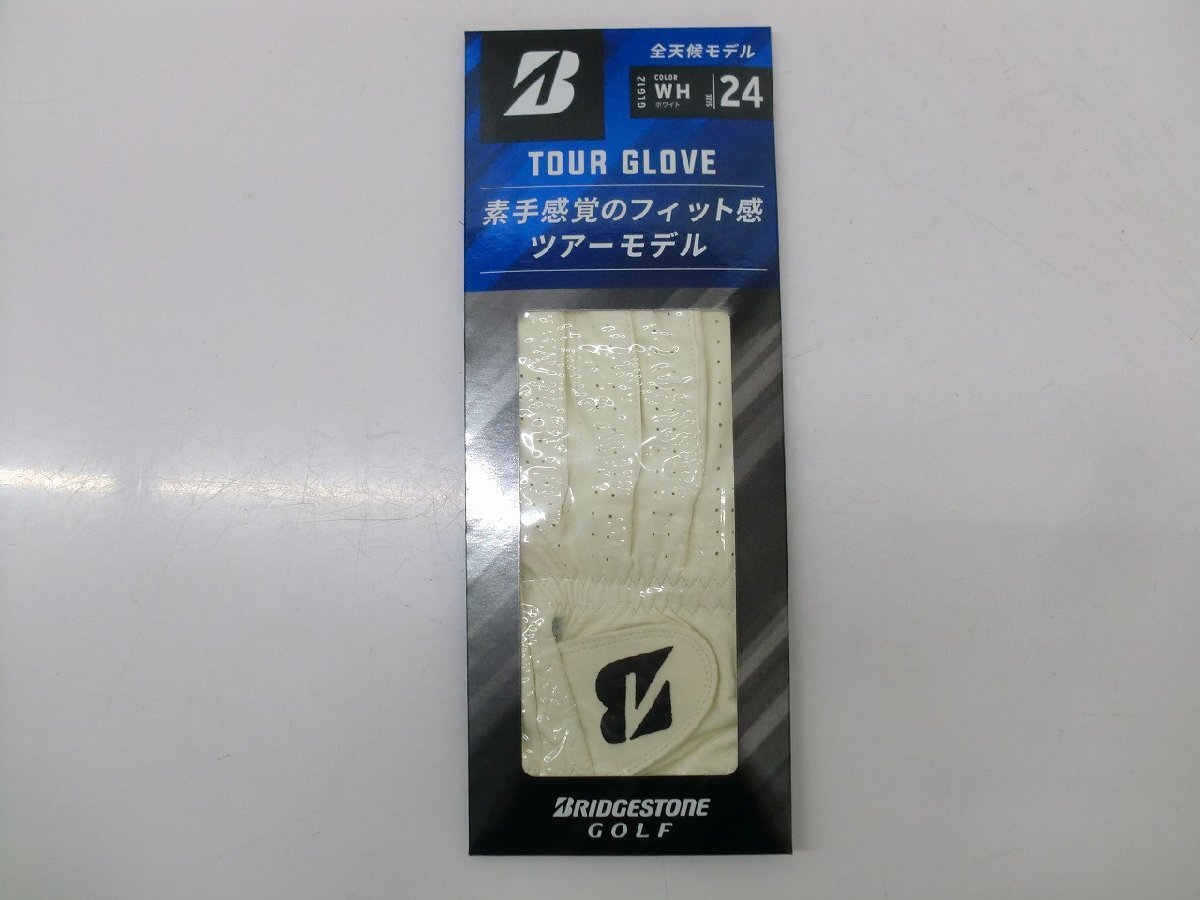 B
全天候モデル
GLG12
COLOR
WH
ホワイト
SIZE
24
TOUR GLOVE
素手感覚のフィット感
ツアーモデル
B
BRIDGESTONE
GOLF